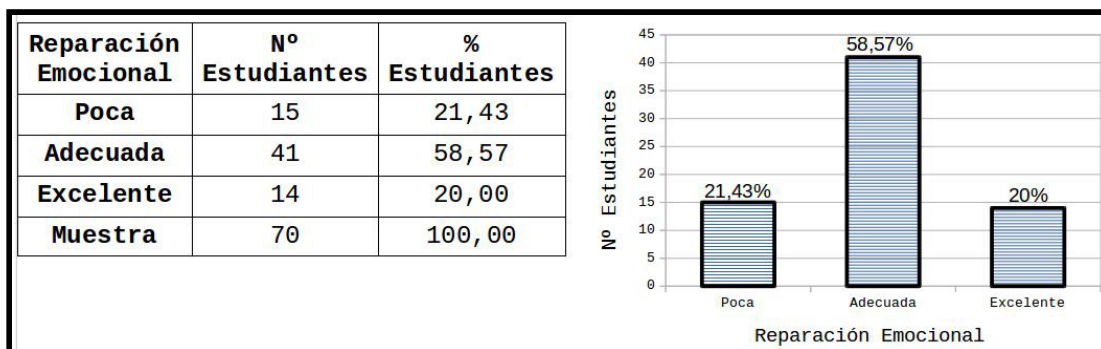 Reparación Emocional
Nº Estudiantes
% Estudiantes
Poca 15 21,43
Adecuada 41 58,57
Excelente 14 20,00
Muestra 70 100,00
45
40
35
30
25
20
15
10
5
0
Nº Estudiantes
21,43%
58,57%
20%
Poca Adecuada Excelente
Reparación Emocional